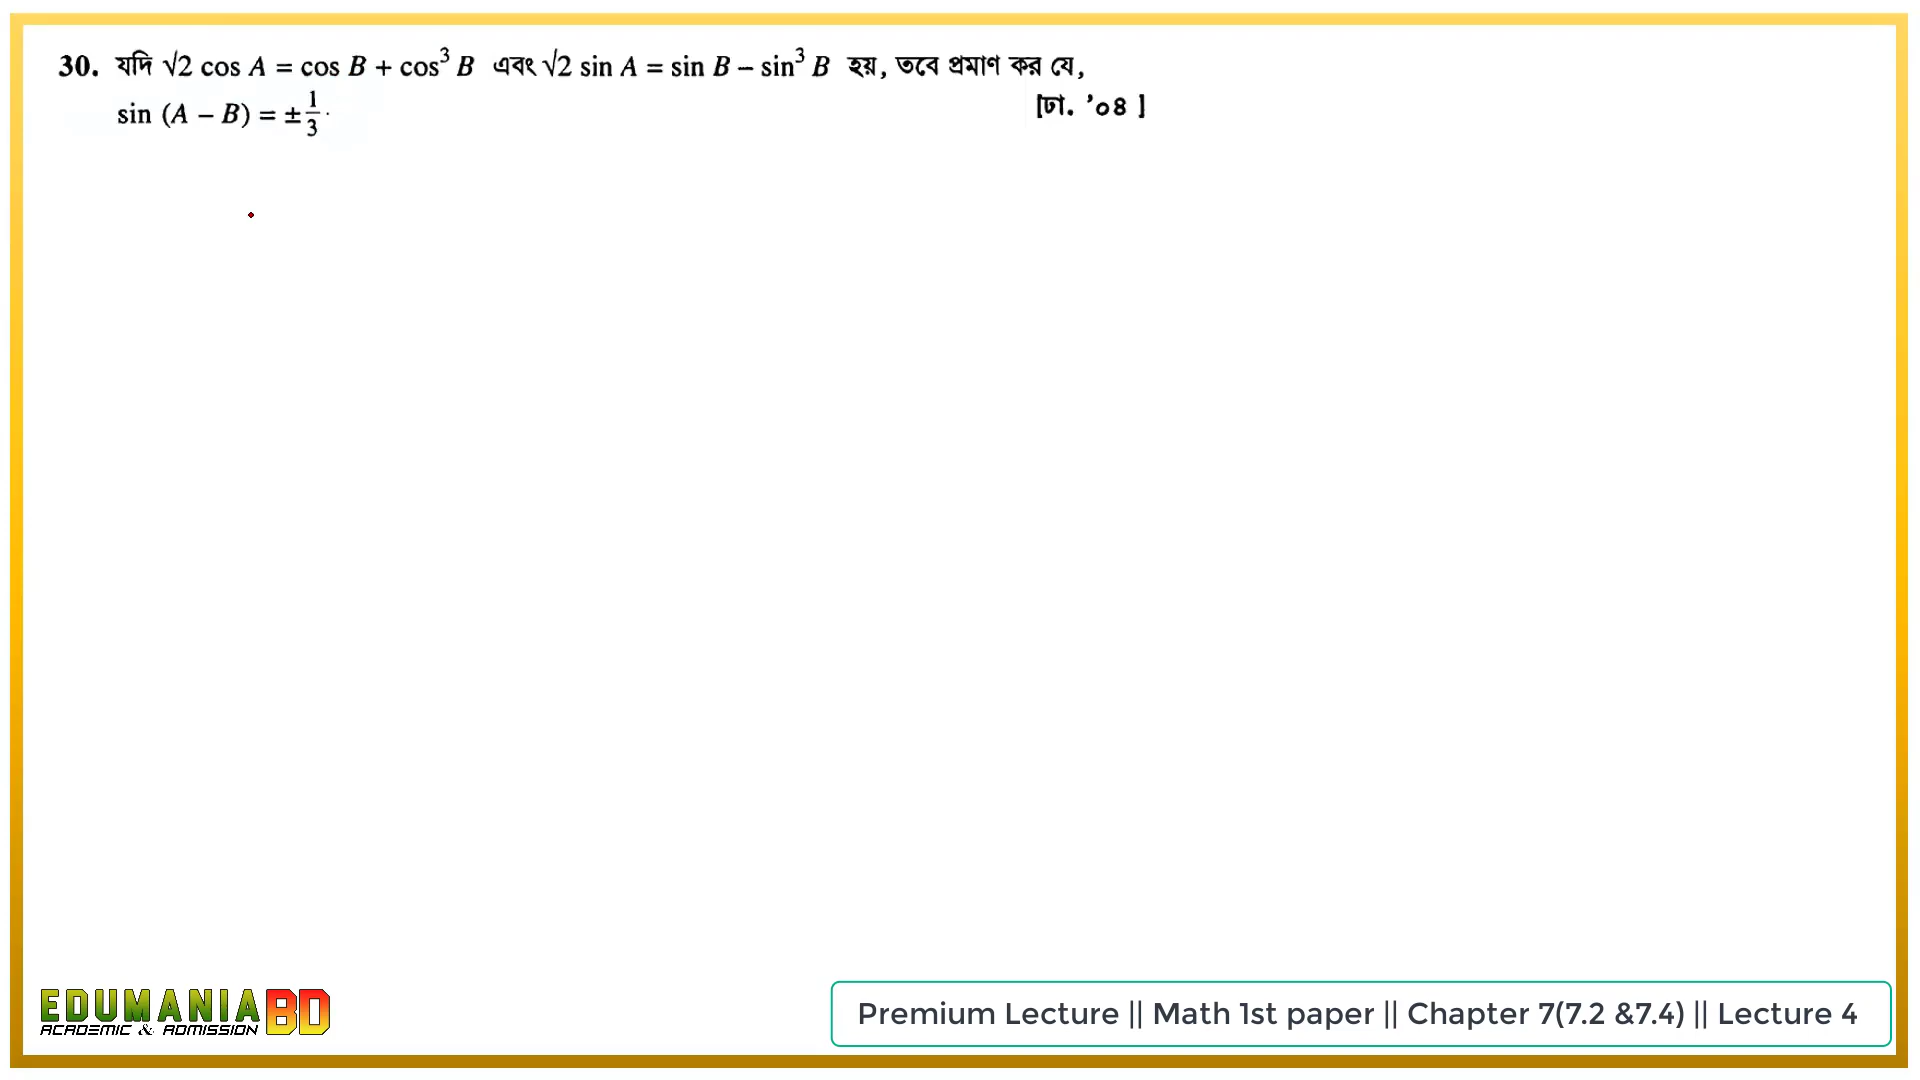 30. যদি √2 cos A = cos B + cos³ B এবং √2 sin A = sin B – sin³ B হয়, তবে প্রমাণ কর যে,
sin (A – B) = ± 1/3 .
[ঢা. ’০৪ ]
EDUMANIABD
ACADEMIC & ADMISSION
Premium Lecture || Math 1st paper || Chapter 7(7.2 &7.4) || Lecture 4